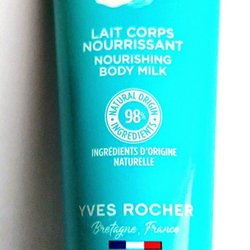 LAIT CORPS
NOURRISSANT
NOURISHING
BODY MILK
NATURAL ORIGIN
98%
INGREDIENTS
INGRÉDIENTS D'ORIGINE
NATURELLE
YVES ROCHER
Bretagne, France